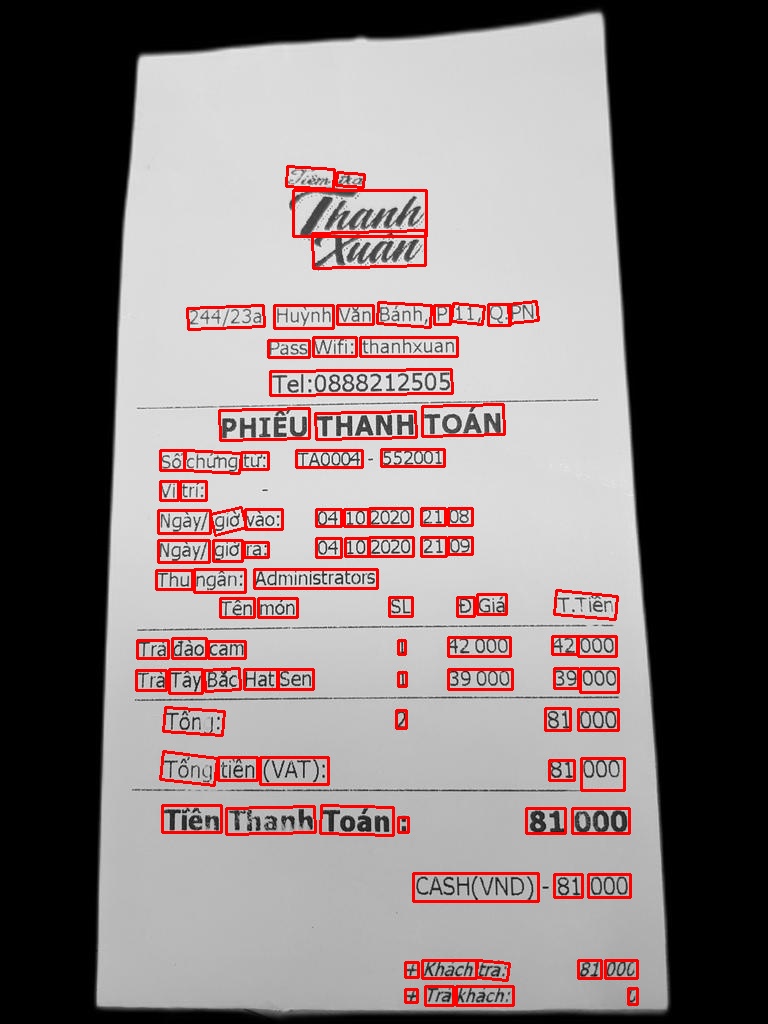 Tiệm trà
Thanh
Xuân
244/23a Huỳnh Văn Bánh, P 11, Q.PN
Pass Wifi: thanhxuan
Tel:0888212505
PHIẾU THANH TOÁN
Số chứng từ: TA0004 - 552001
Vị trí: -
Ngày/ giờ vào: 04 10 2020 21 08
Ngày/ giờ ra: 04 10 2020 21 09
Thu ngân: Administrators
Tên món SL Đ Giá T.Tiền
Trà đào cam 1 42 000 42 000
Trà Tây Bắc Hat Sen 1 39 000 39 000
Tổng: 2 81 000
Tổng tiền (VAT): 81 000
Tiền Thanh Toán : 81 000
CASH(VND) - 81 000
+ Khách trả: 81 000
+ Trả khách: 0